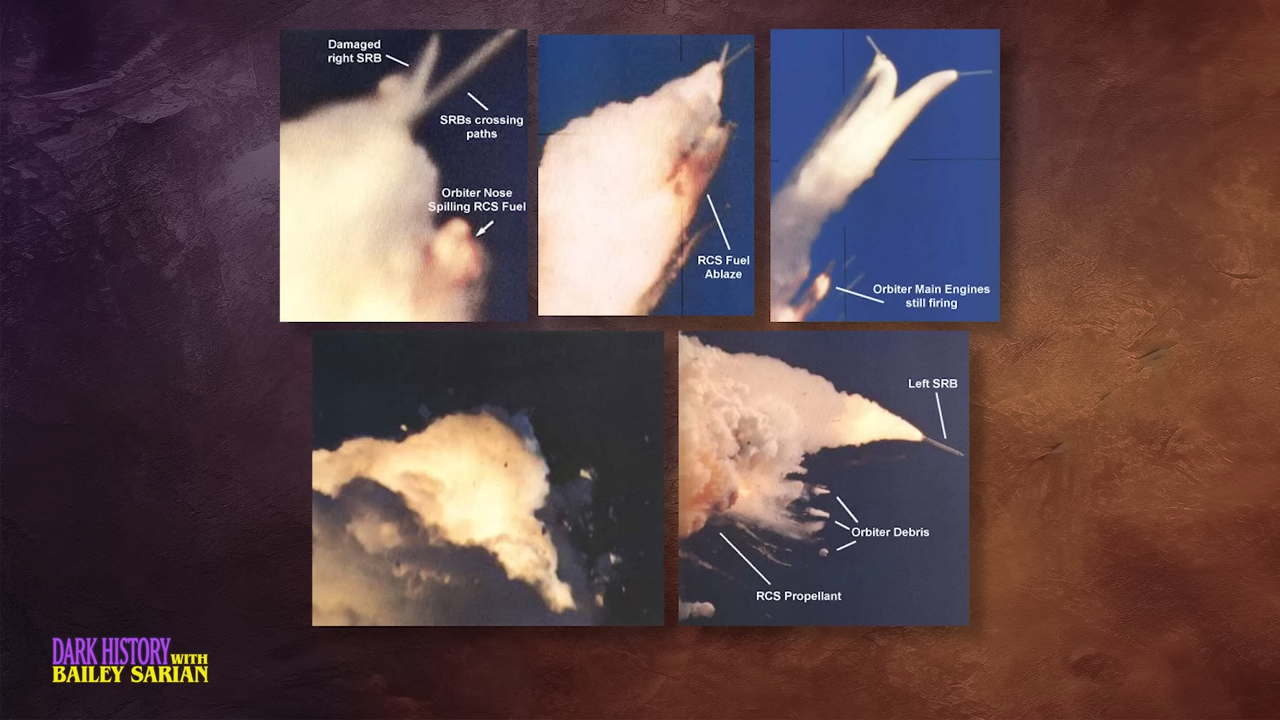 Damaged
right SRB
SRBs crossing
paths
Orbiter Nose
Spilling RCS Fuel
RCS Fuel
Ablaze
Orbiter Main Engines
still firing
Left SRB
Orbiter Debris
RCS Propellant
DARK HISTORY WITH
BAILEY SARIAN